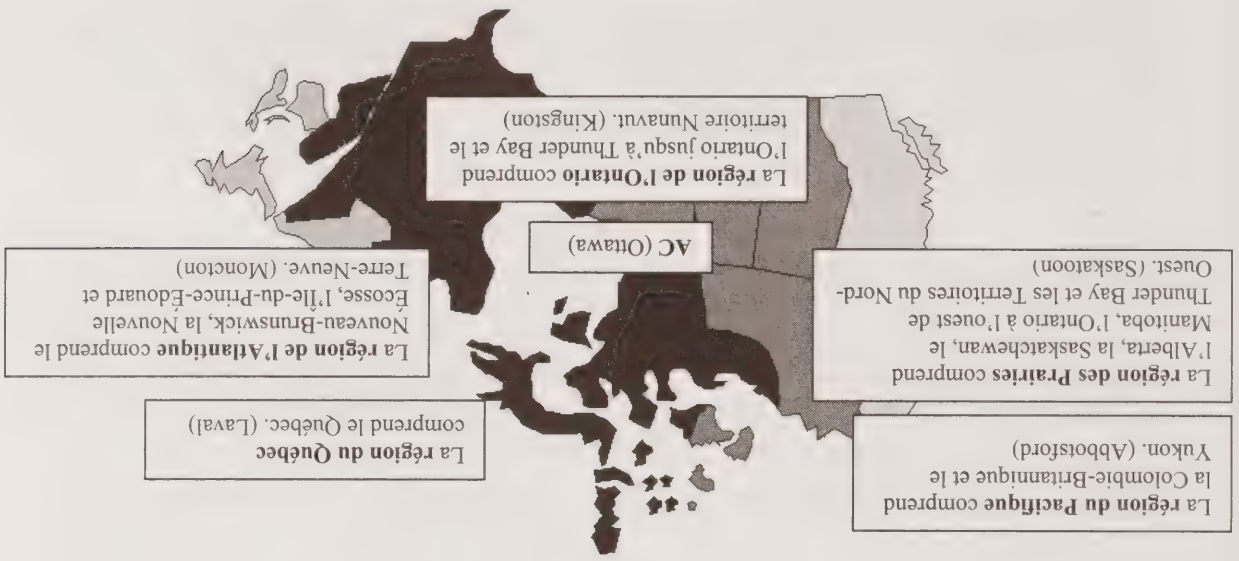 La région du Pacifique comprend
la Colombie-Britannique et le
Yukon. (Abbotsford)
La région du Québec
comprend le Québec. (Laval)
La région des Prairies comprend
l'Alberta, la Saskatchewan, le
Manitoba, l'Ontario à l'ouest de
Thunder Bay et les Territoires du Nord-
Ouest. (Saskatoon)
La région de l'Atlantique comprend le
Nouveau-Brunswick, la Nouvelle
Écosse, l'Île-du-Prince-Édouard et
Terre-Neuve. (Moncton)
AC (Ottawa)
La région de l'Ontario comprend
l'Ontario jusqu'à Thunder Bay et le
territoire Nunavut. (Kingston)